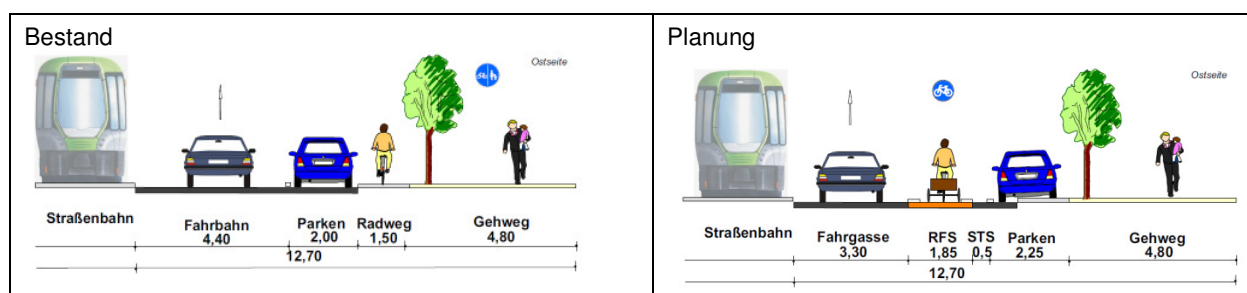 Bestand
Ostseite
Straßenbahn Fahrbahn Parken Radweg Gehweg
4,40 2,00 1,50 4,80
12,70
Planung
Ostseite
Straßenbahn Fahrgasse RFS STS Parken Gehweg
3,30 1,85 0,5 2,25 4,80
12,70